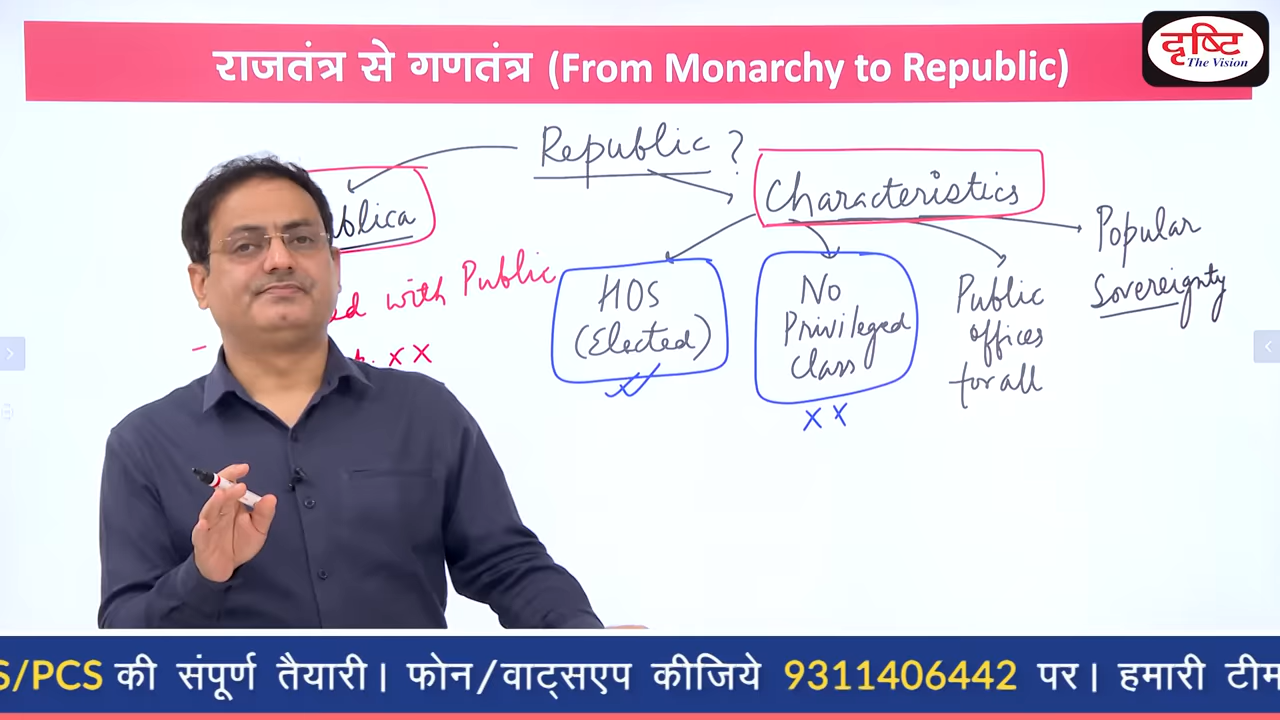 राजतंत्र से गणतंत्र (From Monarchy to Republic)
दृष्टि
The Vision
Republic ?
Characteristics
Popular
Sovereignty
with Public
x x
HOS
(Elected)
No
Privileged
Class
x x
Public
offices
for all
S/PCS की संपूर्ण तैयारी। फोन/वाट्सएप कीजिये 9311406442 पर। हमारी टीम